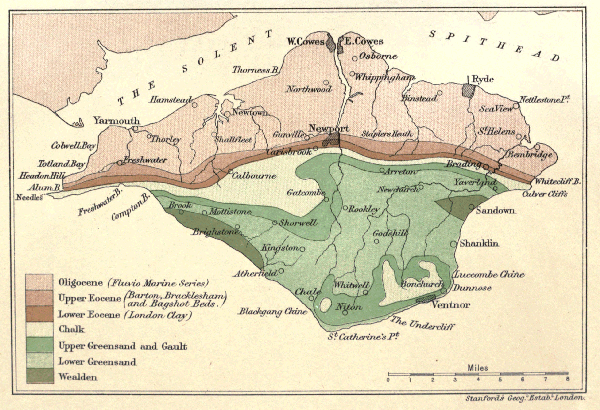 THE SOLENT
SPITHEAD
W. Cowes
E. Cowes
Osborne
Thorness B.
Whippingham
Northwood
Ryde
Hamstead
Binstead
Nettlestone Pt.
Sea View
Newtown
Yarmouth
Thorley
Shalfleet
Gunville
Newport
Staplers Heath
St. Helens
Colwell Bay
Carisbrook
Bembridge
Totland Bay
Freshwater
Brading
Headon Hill
Calbourne
Arreton
Yaverland
Whitecliff B.
Alum B.
Newchurch
Culver Cliffs
Needles
Freshwater B.
Compton B.
Gatcombe
Brook
Mottistone
Rookley
Sandown
Shorwell
Brighstone
Godshill
Kingston
Shanklin
Atherfield
Luccombe Chine
Whitwell
Bonchurch
Dunnose
Chale
Niton
Ventnor
Blackgang Chine
The Undercliff
St. Catherine's Pt.
Oligocene (Fluvio Marine Series)
Upper Eocene (Barton, Bracklesham) and Bagshot Beds.
Lower Eocene (London Clay)
Chalk
Upper Greensand and Gault
Lower Greensand
Wealden
Miles
0 1 2 3 4 5 6 7 8
Stanford's Geog. Estabt. London.